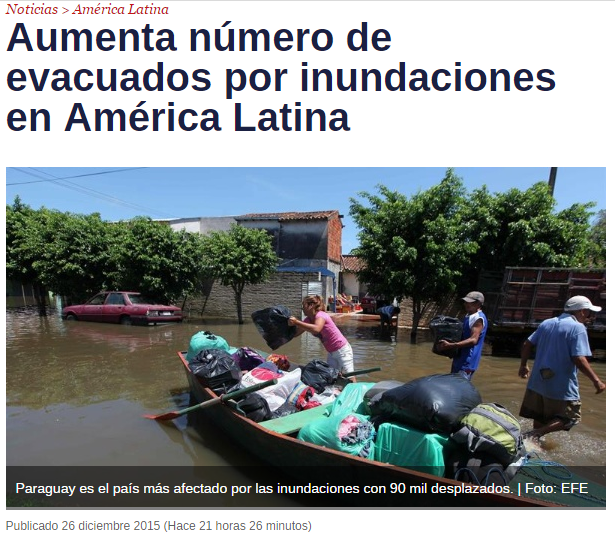 Noticias > América Latina
Aumenta número de
evacuados por inundaciones
en América Latina
Paraguay es el país más afectado por las inundaciones con 90 mil desplazados. | Foto: EFE
Publicado 26 diciembre 2015 (Hace 21 horas 26 minutos)